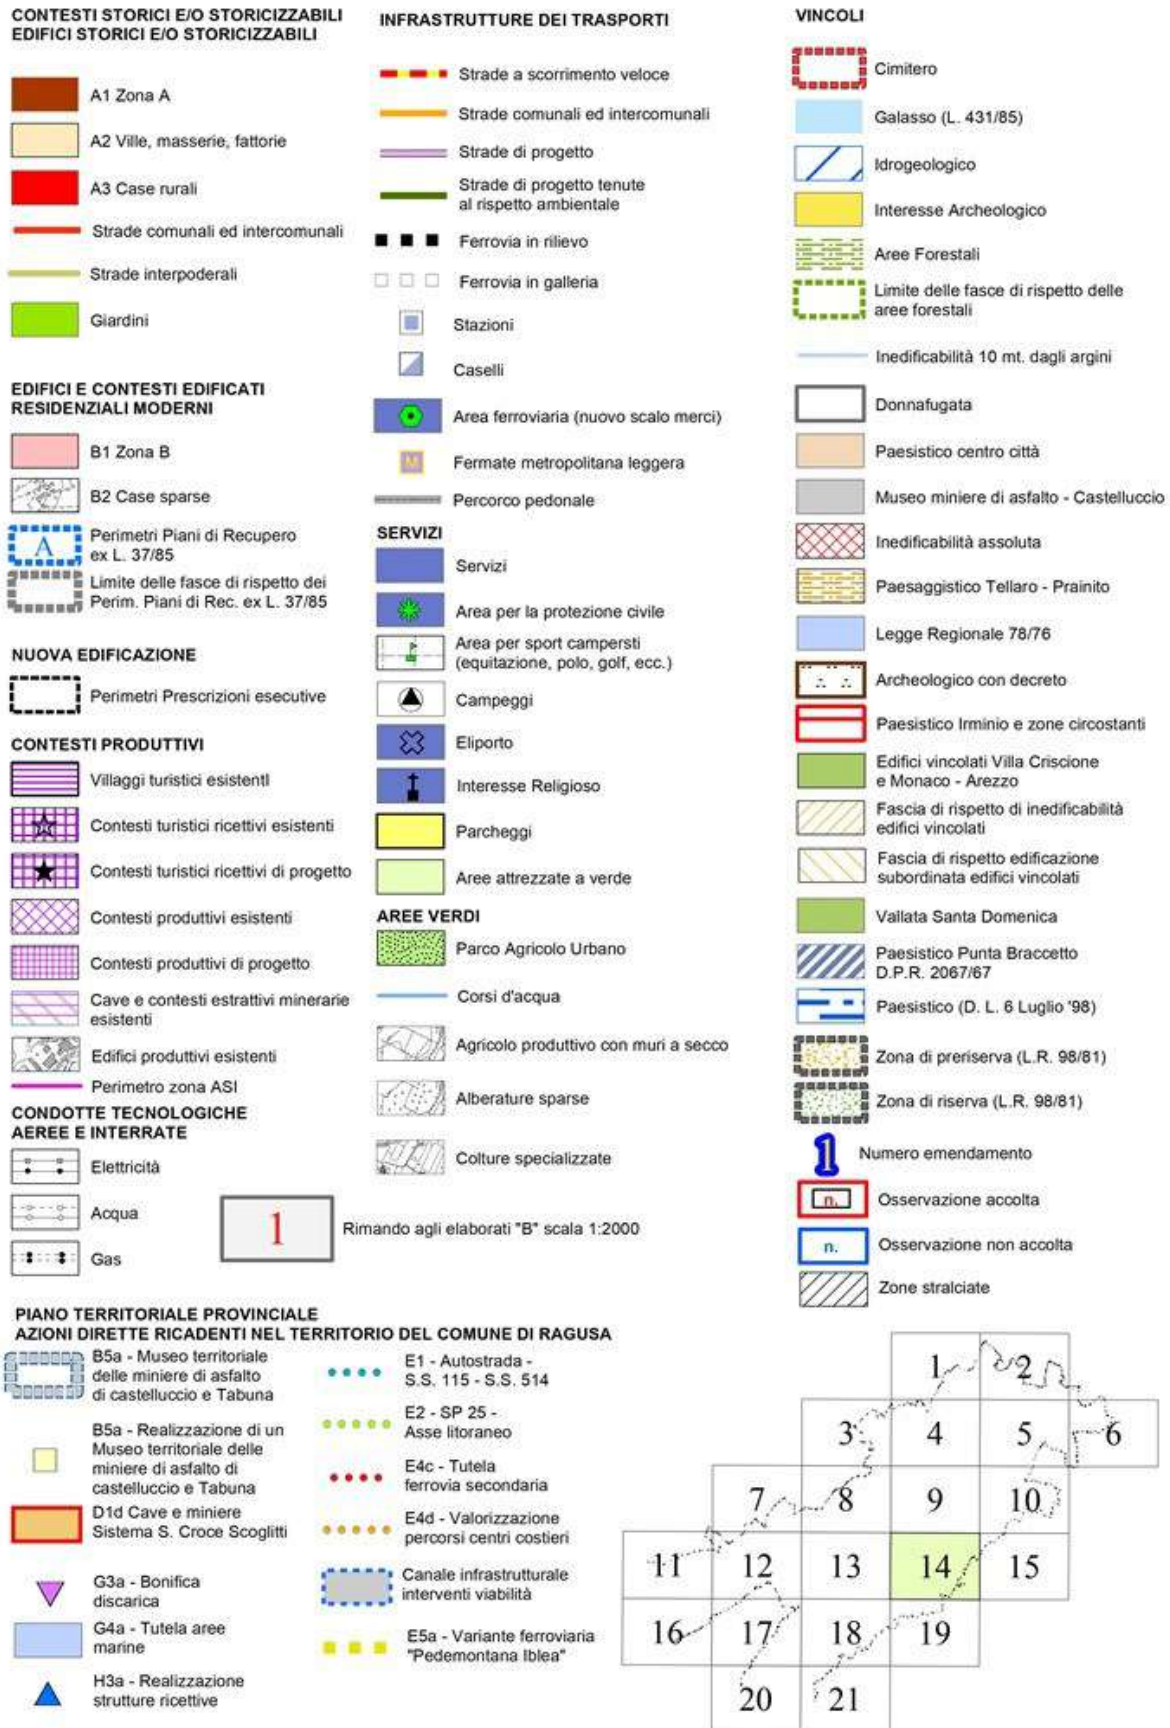 CONTESTI STORICI E/O STORICIZZABILI
EDIFICI STORICI E/O STORICIZZABILI
A1 Zona A
A2 Ville, masserie, fattorie
A3 Case rurali
Strade comunali ed intercomunali
Strade interpoderali
Giardini
EDIFICI E CONTESTI EDIFICATI
RESIDENZIALI MODERNI
B1 Zona B
B2 Case sparse
A
Perimetri Piani di Recupero
ex L. 37/85
Limite delle fasce di rispetto dei
Perim. Piani di Rec. ex L. 37/85
NUOVA EDIFICAZIONE
Perimetri Prescrizioni esecutive
CONTESTI PRODUTTIVI
Villaggi turistici esistentI
Contesti turistici ricettivi esistenti
Contesti turistici ricettivi di progetto
Contesti produttivi esistenti
Contesti produttivi di progetto
Cave e contesti estrattivi minerarie
esistenti
Edifici produttivi esistenti
Perimetro zona ASI
CONDOTTE TECNOLOGICHE
AEREE E INTERRATE
Elettricità
Acqua
Gas
INFRASTRUTTURE DEI TRASPORTI
Strade a scorrimento veloce
Strade comunali ed intercomunali
Strade di progetto
Strade di progetto tenute
al rispetto ambientale
Ferrovia in rilievo
Ferrovia in galleria
Stazioni
Caselli
Area ferroviaria (nuovo scalo merci)
M
Fermate metropolitana leggera
Percorco pedonale
SERVIZI
Servizi
Area per la protezione civile
Area per sport campersti
(equitazione, polo, golf, ecc.)
Campeggi
Eliporto
Interesse Religioso
Parcheggi
Aree attrezzate a verde
AREE VERDI
Parco Agricolo Urbano
Corsi d'acqua
Agricolo produttivo con muri a secco
Alberature sparse
Colture specializzate
1
Rimando agli elaborati "B" scala 1:2000
VINCOLI
Cimitero
Galasso (L. 431/85)
Idrogeologico
Interesse Archeologico
Aree Forestali
Limite delle fasce di rispetto delle
aree forestali
Inedificabilità 10 mt. dagli argini
Donnafugata
Paesistico centro città
Museo miniere di asfalto - Castelluccio
Inedificabilità assoluta
Paesaggistico Tellaro - Prainito
Legge Regionale 78/76
Archeologico con decreto
Paesistico Irminio e zone circostanti
Edifici vincolati Villa Criscione
e Monaco - Arezzo
Fascia di rispetto di inedificabilità
edifici vincolati
Fascia di rispetto edificazione
subordinata edifici vincolati
Vallata Santa Domenica
Paesistico Punta Braccetto
D.P.R. 2067/67
Paesistico (D. L. 6 Luglio '98)
Zona di preriserva (L.R. 98/81)
Zona di riserva (L.R. 98/81)
1
Numero emendamento
n.
Osservazione accolta
n.
Osservazione non accolta
Zone stralciate
PIANO TERRITORIALE PROVINCIALE
AZIONI DIRETTE RICADENTI NEL TERRITORIO DEL COMUNE DI RAGUSA
B5a - Museo territoriale
delle miniere di asfalto
di castelluccio e Tabuna
B5a - Realizzazione di un
Museo territoriale delle
miniere di asfalto di
castelluccio e Tabuna
D1d Cave e miniere
Sistema S. Croce Scoglitti
G3a - Bonifica
discarica
G4a - Tutela aree
marine
H3a - Realizzazione
strutture ricettive
E1 - Autostrada -
S.S. 115 - S.S. 514
E2 - SP 25 -
Asse litoraneo
E4c - Tutela
ferrovia secondaria
E4d - Valorizzazione
percorsi centri costieri
Canale infrastrutturale
interventi viabilità
E5a - Variante ferroviaria
"Pedemontana Iblea"
1 2
3 4 5 6
7 8 9 10
11 12 13 14 15
16 17 18 19
20 21